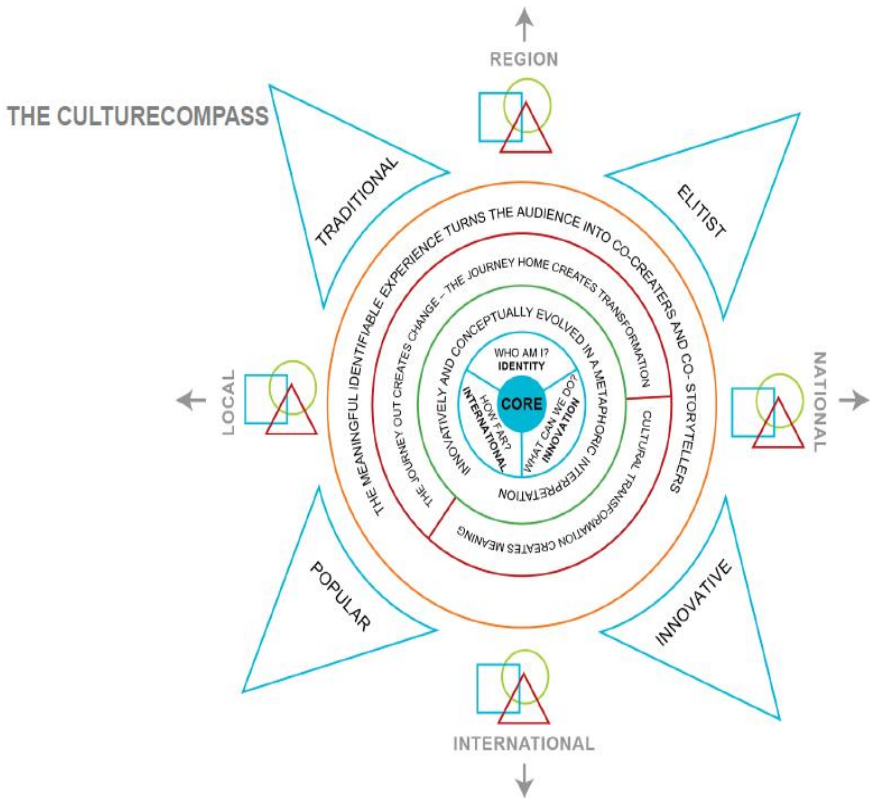 REGION
THE CULTURECOMPASS
TRADITIONAL
ELITIST
THE MEANINGFUL IDENTIFIABLE EXPERIENCE TURNS THE AUDIENCE INTO CO-CREATERS AND CO- STORYTELLERS
THE JOURNEY OUT CREATES CHANGE – THE JOURNEY HOME CREATES TRANSFORMATION
CULTURAL TRANSFORMATION CREATES MEANING
INNOVATIVELY AND CONCEPTUALLY EVOLVED IN A METAPHORIC INTERPRETATION
WHO AM I?
IDENTITY
HOW FAR?
INTERNATIONAL
WHAT CAN WE DO?
INNOVATION
CORE
LOCAL
NATIONAL
POPULAR
INNOVATIVE
INTERNATIONAL